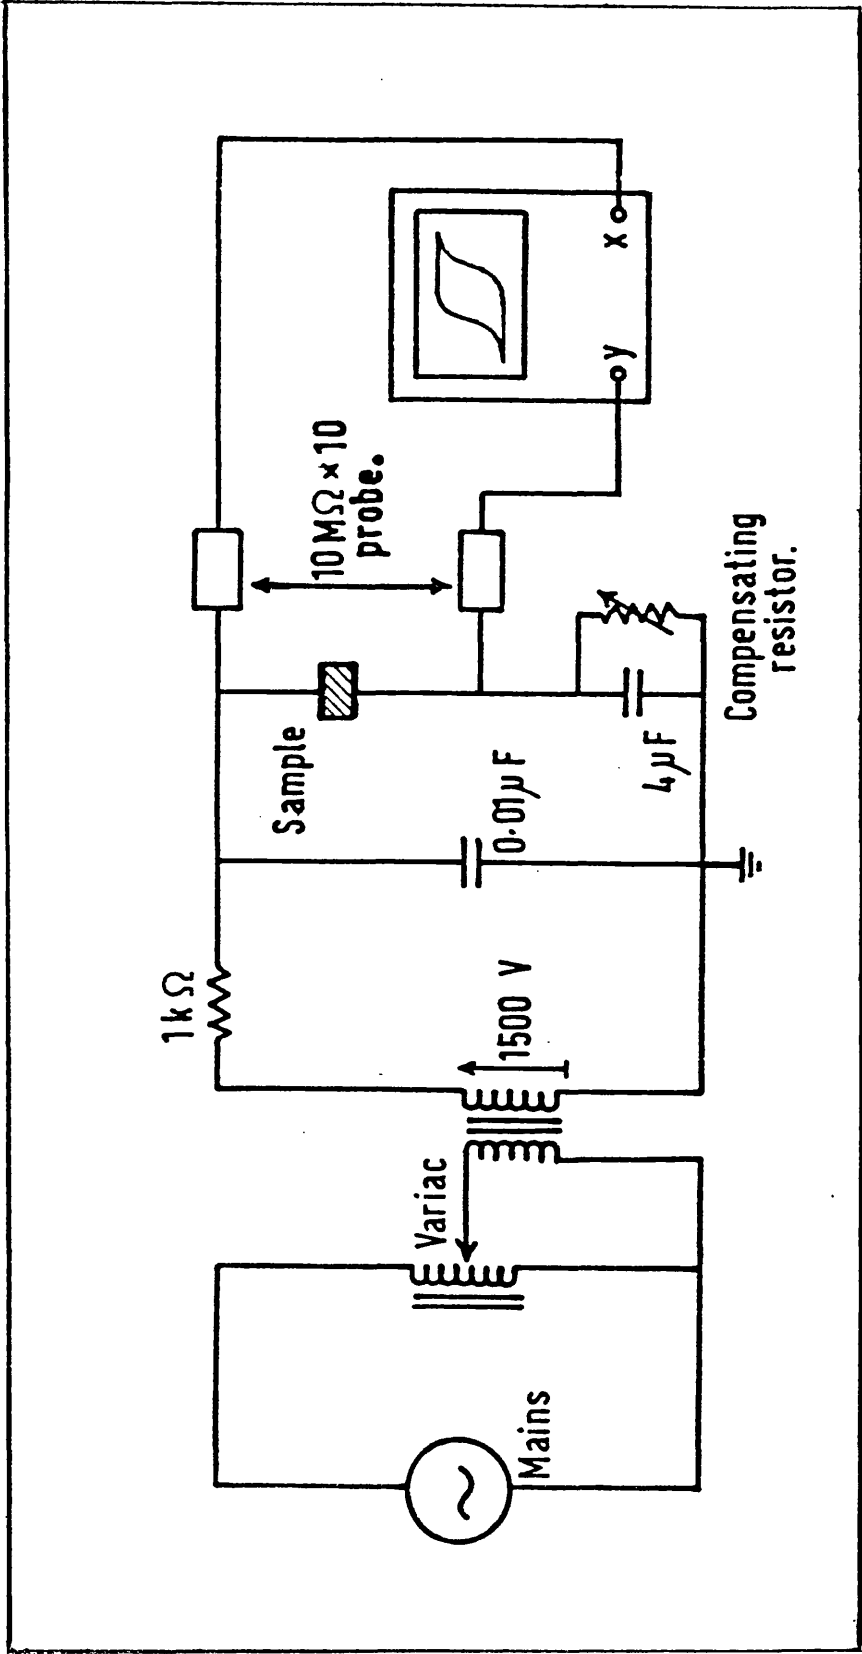 Mains
Variac
1500 V
1kΩ
0·01µF
Sample
4µF
Compensating
resistor.
10MΩ×10
probe.
y
x